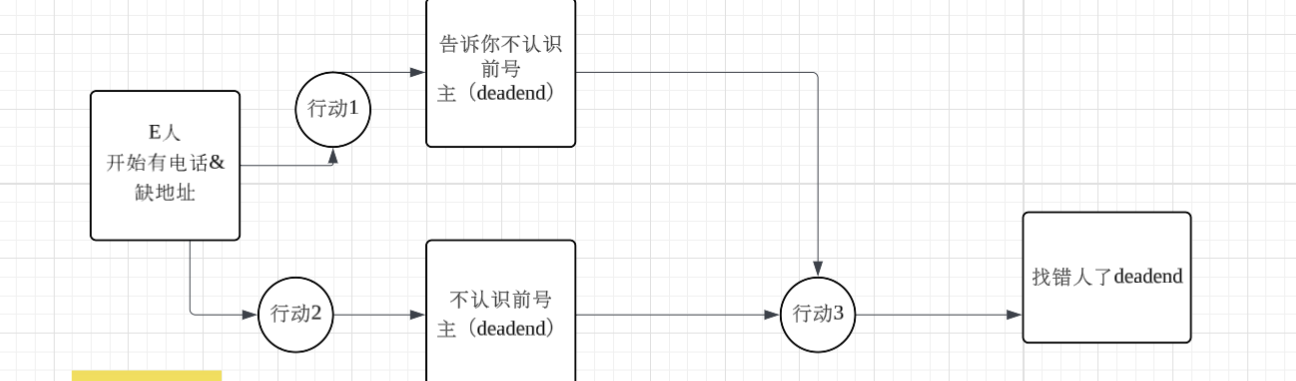 告诉你不认识
前号
主（deadend）
行动1
E人
开始有电话&
缺地址
找错人了deadend
不认识前号
主（deadend）
行动2
行动3